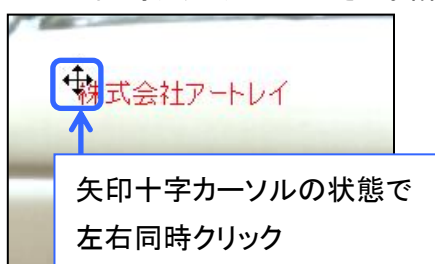 株式会社アートレイ
矢印十字カーソルの状態で
左右同時クリック